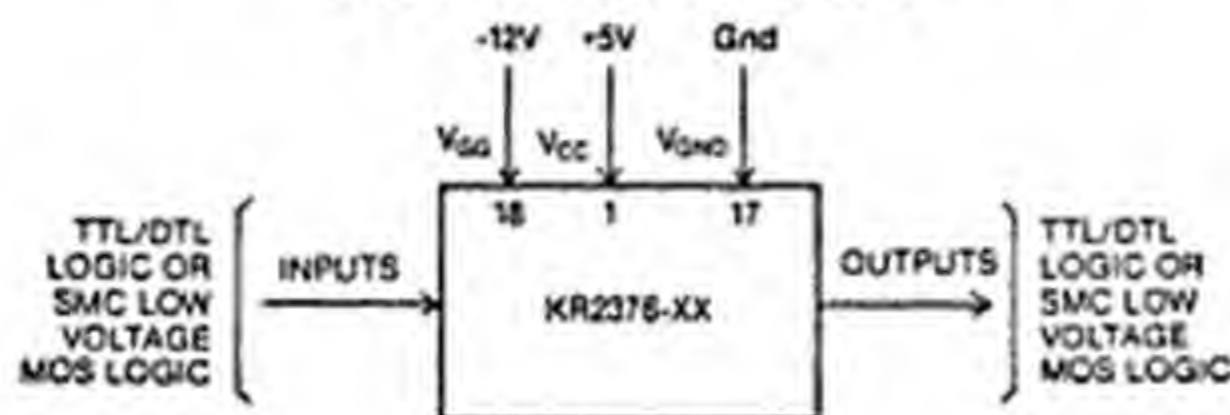 -12V +5V Gnd
VGG VCC VGND
18 1 17
TTL/DTL
LOGIC OR
SMC LOW
VOLTAGE
MOS LOGIC
INPUTS
KR2376-XX
OUTPUTS
TTL/DTL
LOGIC OR
SMC LOW
VOLTAGE
MOS LOGIC